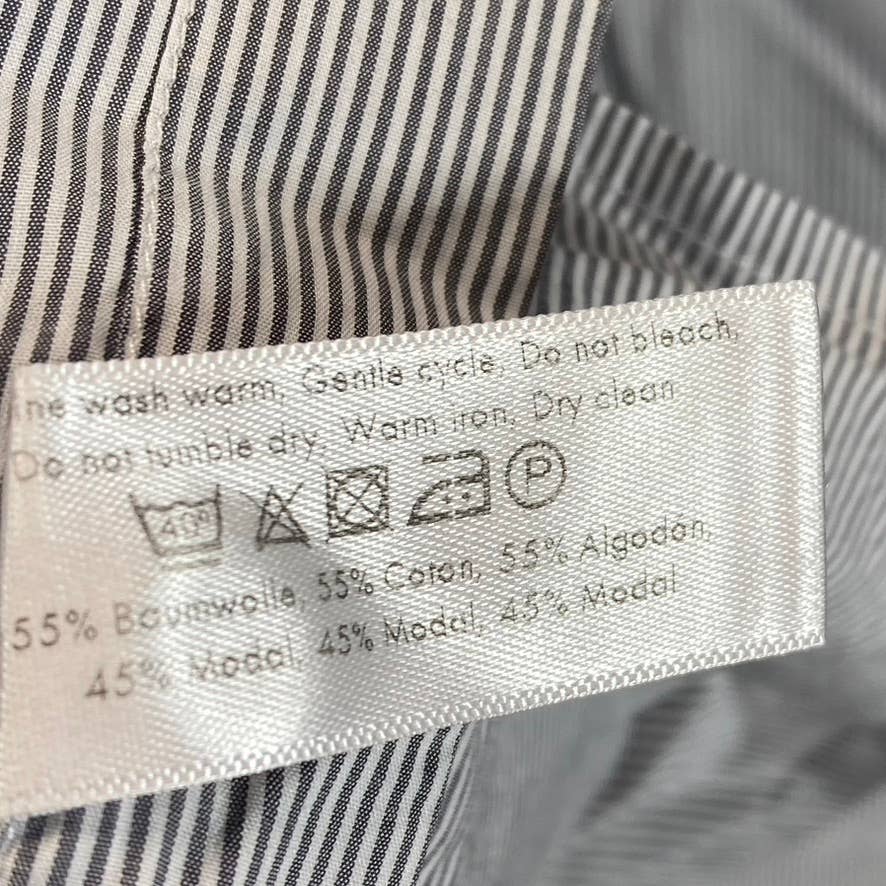 ne wash warm, Gentle cycle, Do not bleach,
Do not tumble dry, Warm iron, Dry clean
40° P
55% Baumwolle, 55% Coton, 55% Algodon,
45% Modal, 45% Modal, 45% Modal